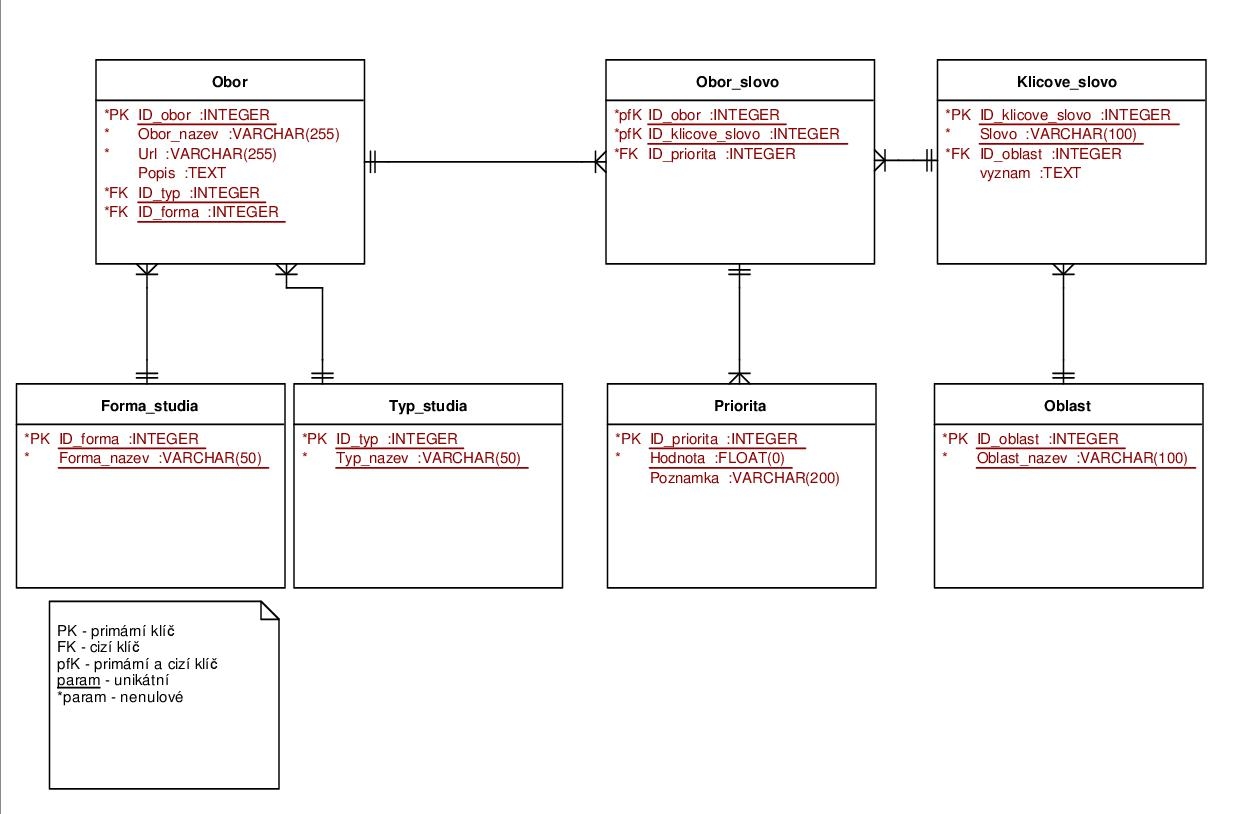 Obor
*PK ID_obor :INTEGER
* Obor_nazev :VARCHAR(255)
* Url :VARCHAR(255)
Popis :TEXT
*FK ID_typ :INTEGER
*FK ID_forma :INTEGER
Obor_slovo
*pfK ID_obor :INTEGER
*pfK ID_klicove_slovo :INTEGER
*FK ID_priorita :INTEGER
Klicove_slovo
*PK ID_klicove_slovo :INTEGER
* Slovo :VARCHAR(100)
*FK ID_oblast :INTEGER
vyznam :TEXT
Forma_studia
*PK ID_forma :INTEGER
* Forma_nazev :VARCHAR(50)
Typ_studia
*PK ID_typ :INTEGER
* Typ_nazev :VARCHAR(50)
Priorita
*PK ID_priorita :INTEGER
* Hodnota :FLOAT(0)
Poznamka :VARCHAR(200)
Oblast
*PK ID_oblast :INTEGER
* Oblast_nazev :VARCHAR(100)
PK - primární klíč
FK - cizí klíč
pfK - primární a cizí klíč
param - unikátní
*param - nenulové